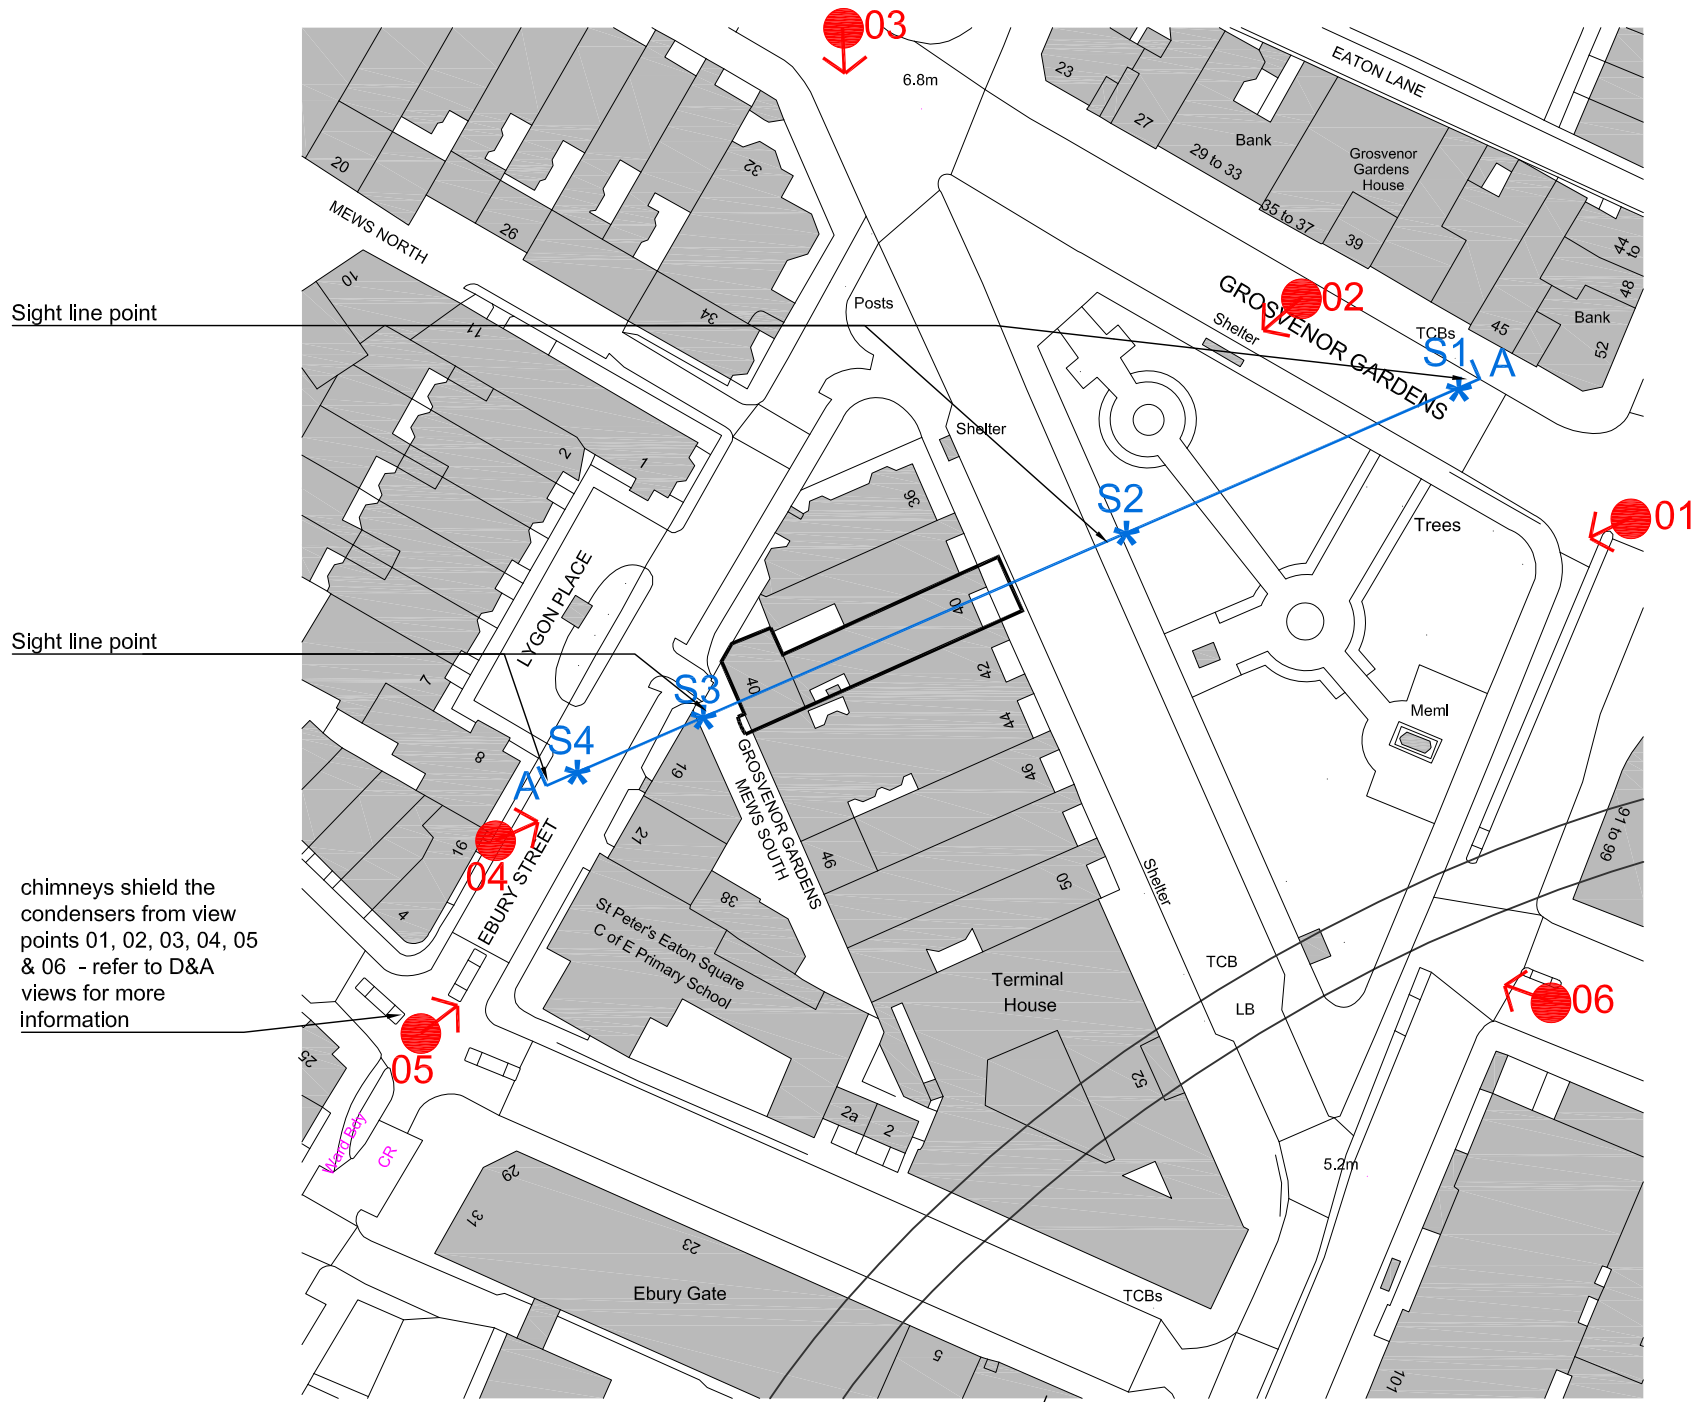 03
6.8m
23
EATON LANE
27
Bank
29 to 33
Grosvenor
Gardens
House
35 to 37
39
44
to
48
Bank
45
52
20
MEWS NORTH
26
32
34
10
11
Sight line point
Posts
GROSVENOR GARDENS
02
Shelter
TCBs
S1
A
Shelter
2
1
36
S2
01
Trees
LYGON PLACE
40
Sight line point
7
42
S3
40
44
Meml
S4
8
A'
19
GROSVENOR GARDENS
MEWS SOUTH
46
04
16
EBURY STREET
21
46
50
Shelter
91 to 99
chimneys shield the
condensers from view
points 01, 02, 03, 04, 05
& 06 - refer to D&A
views for more
information
4
38
St Peter's Eaton Square
C of E Primary School
Terminal
House
TCB
LB
06
05
25
52
2a
2
Ward Bdy
CR
5.2m
29
31
23
Ebury Gate
TCBs
5
101